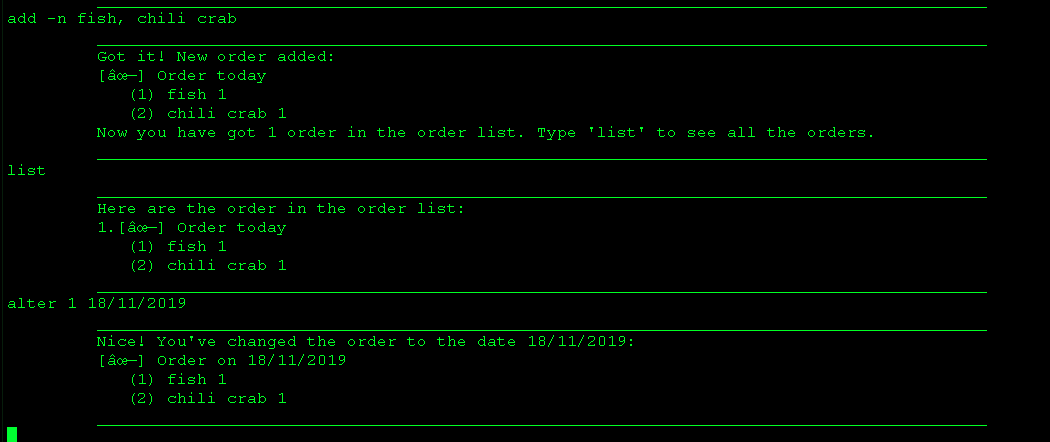 add -n fish, chili crab
Got it! New order added:
[âœ—] Order today
(1) fish 1
(2) chili crab 1
Now you have got 1 order in the order list. Type 'list' to see all the orders.
list
Here are the order in the order list:
1.[âœ—] Order today
(1) fish 1
(2) chili crab 1
alter 1 18/11/2019
Nice! You've changed the order to the date 18/11/2019:
[âœ—] Order on 18/11/2019
(1) fish 1
(2) chili crab 1